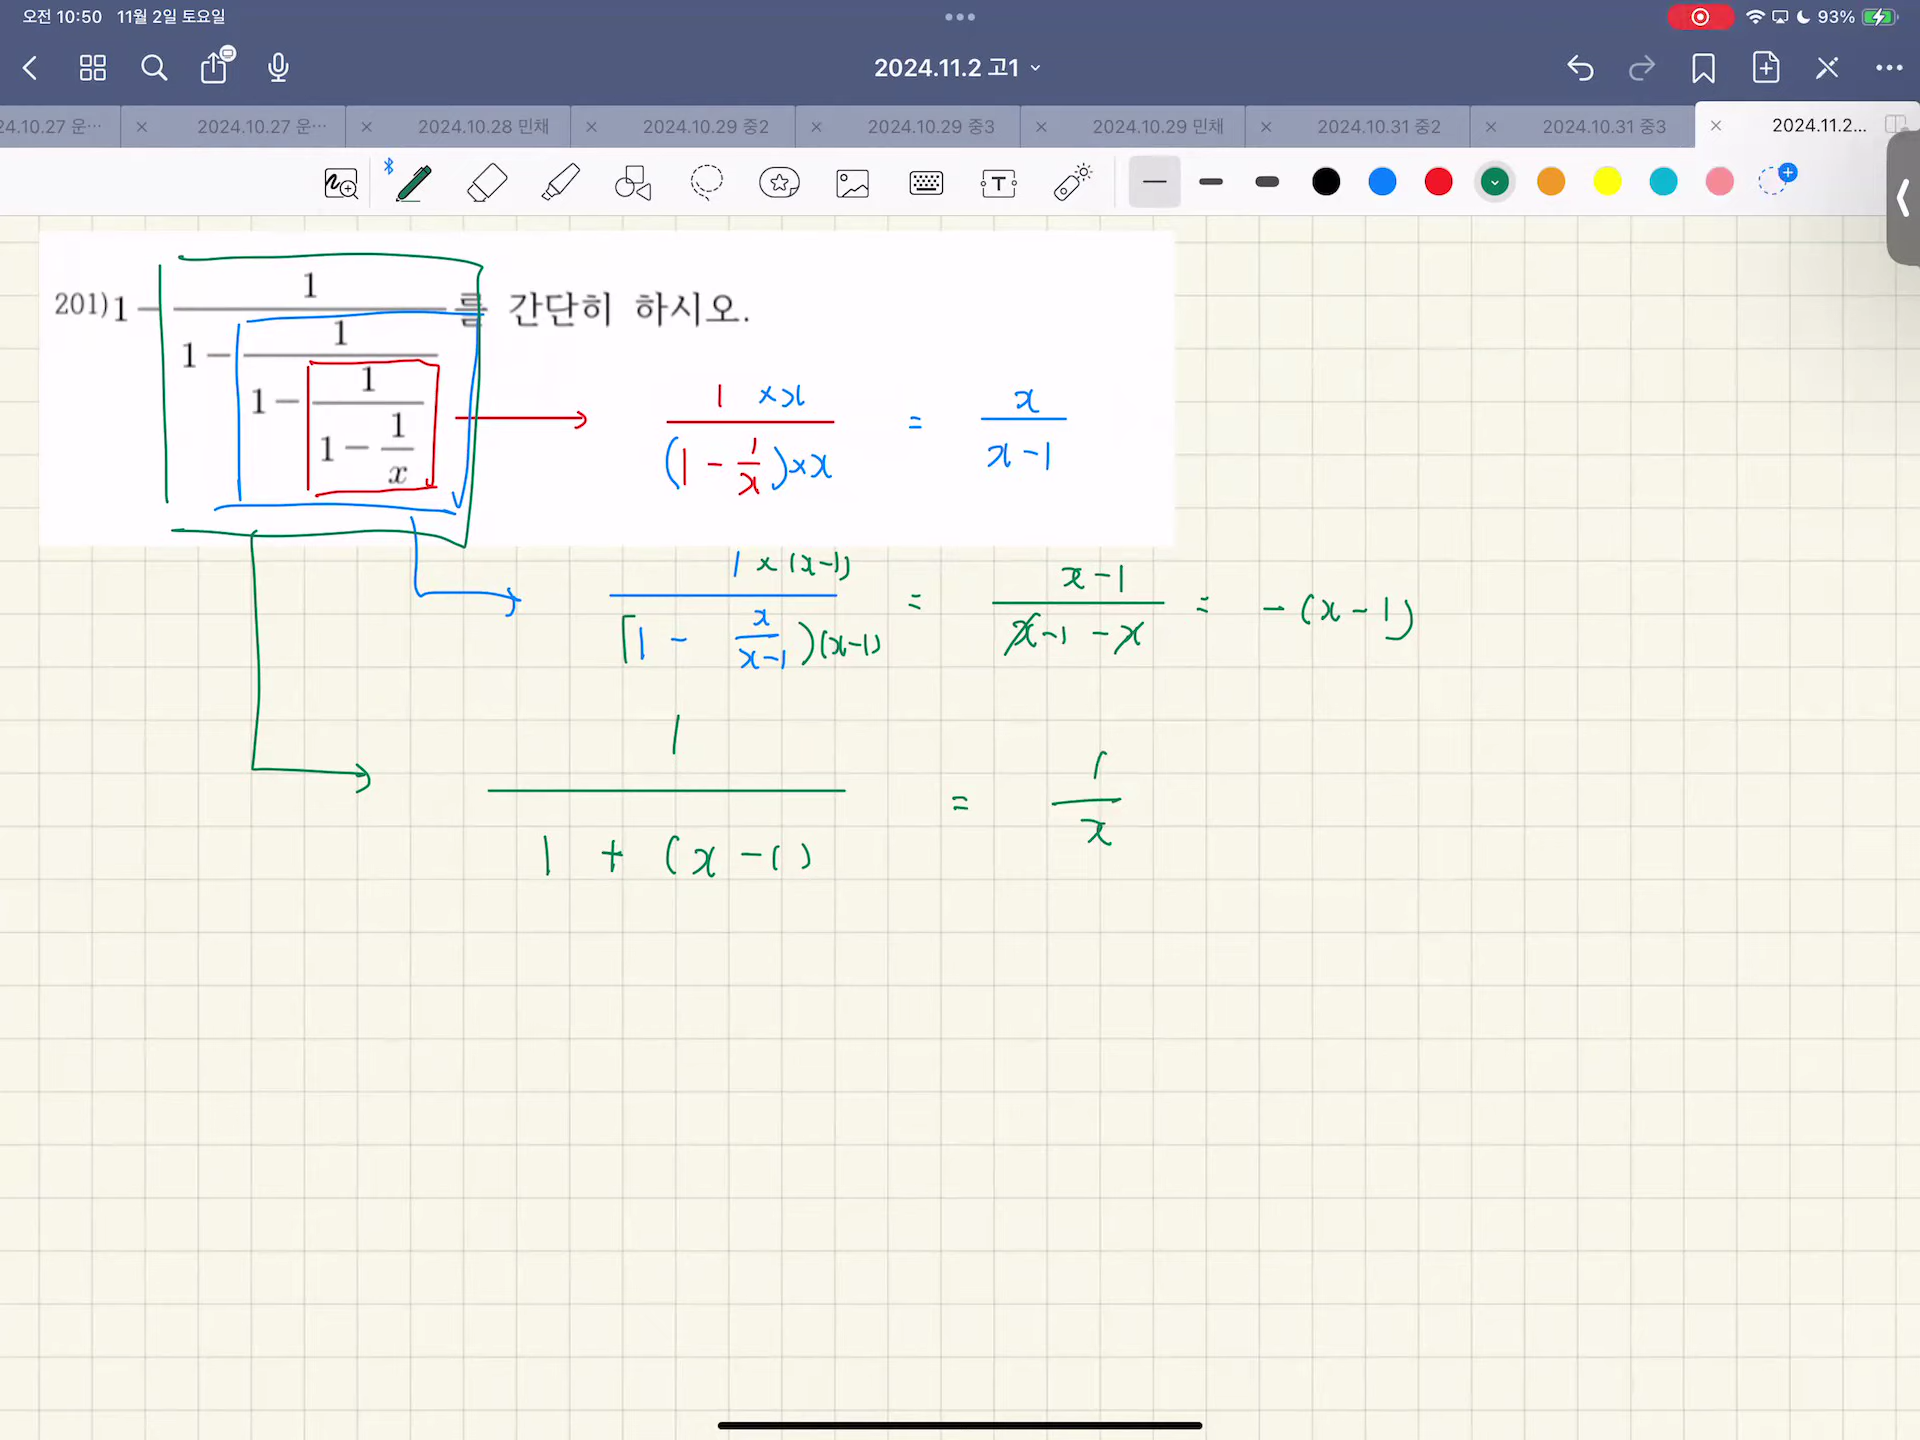 오전 10:50 11월 2일 토요일 93%
2024.11.2 고1
24.10.27 운… 2024.10.27 운… 2024.10.28 민채 2024.10.29 중2 2024.10.29 중3 2024.10.29 민채 2024.10.31 중2 2024.10.31 중3 2024.11.2...
T
201) 1 - 1/(1 - 1/(1 - 1/(1 - 1/x))) 를 간단히 하시오.
(1 × x)/((1 - 1/x) × x) = x/(x-1)
(1 × (x-1))/((1 - x/(x-1))(x-1)) = (x-1)/(x-1-x) = -(x-1)
1/(1 + (x-1)) = 1/x